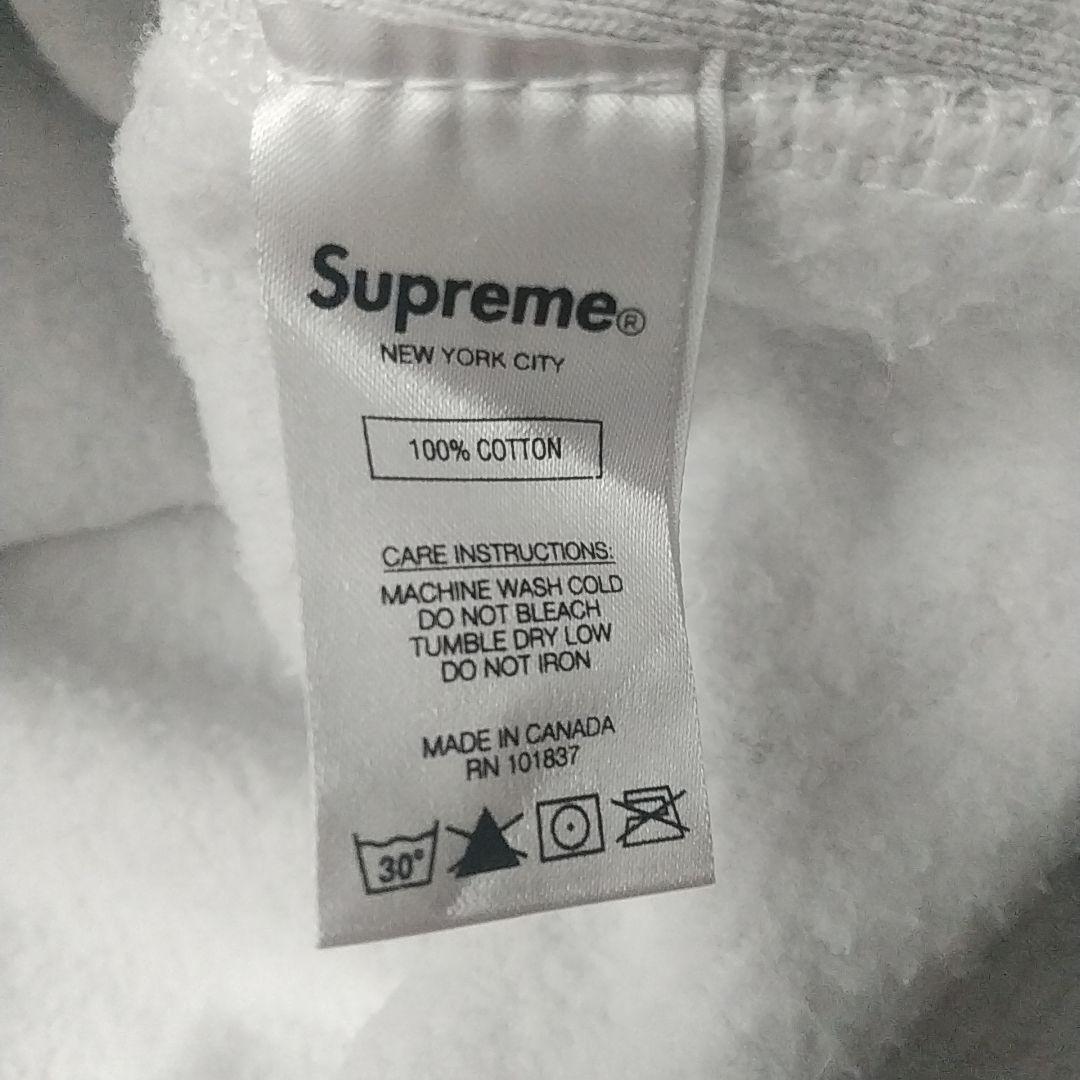 Supreme®
NEW YORK CITY
100% COTTON
CARE INSTRUCTIONS:
MACHINE WASH COLD
DO NOT BLEACH
TUMBLE DRY LOW
DO NOT IRON
MADE IN CANADA
RN 101837
30°